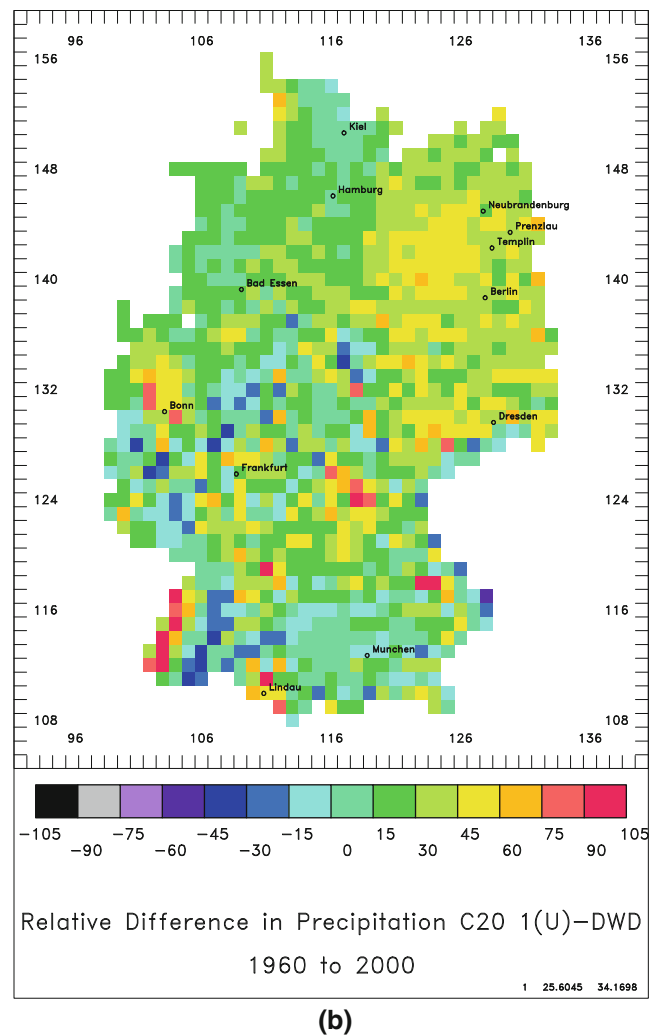 96 106 116 126 136
156 156
Kiel
148 148
Hamburg
Neubrandenburg
Prenzlau
Templin
140 140
Bad Essen
Berlin
132 132
Bonn
Dresden
Frankfurt
124 124
116 116
Munchen
Lindau
108 108
96 106 116 126 136
-105 -75 -45 -15 15 45 75 105
-90 -60 -30 0 30 60 90
Relative Difference in Precipitation C20 1(U)-DWD
1960 to 2000
1 25.6045 34.1698
(b)